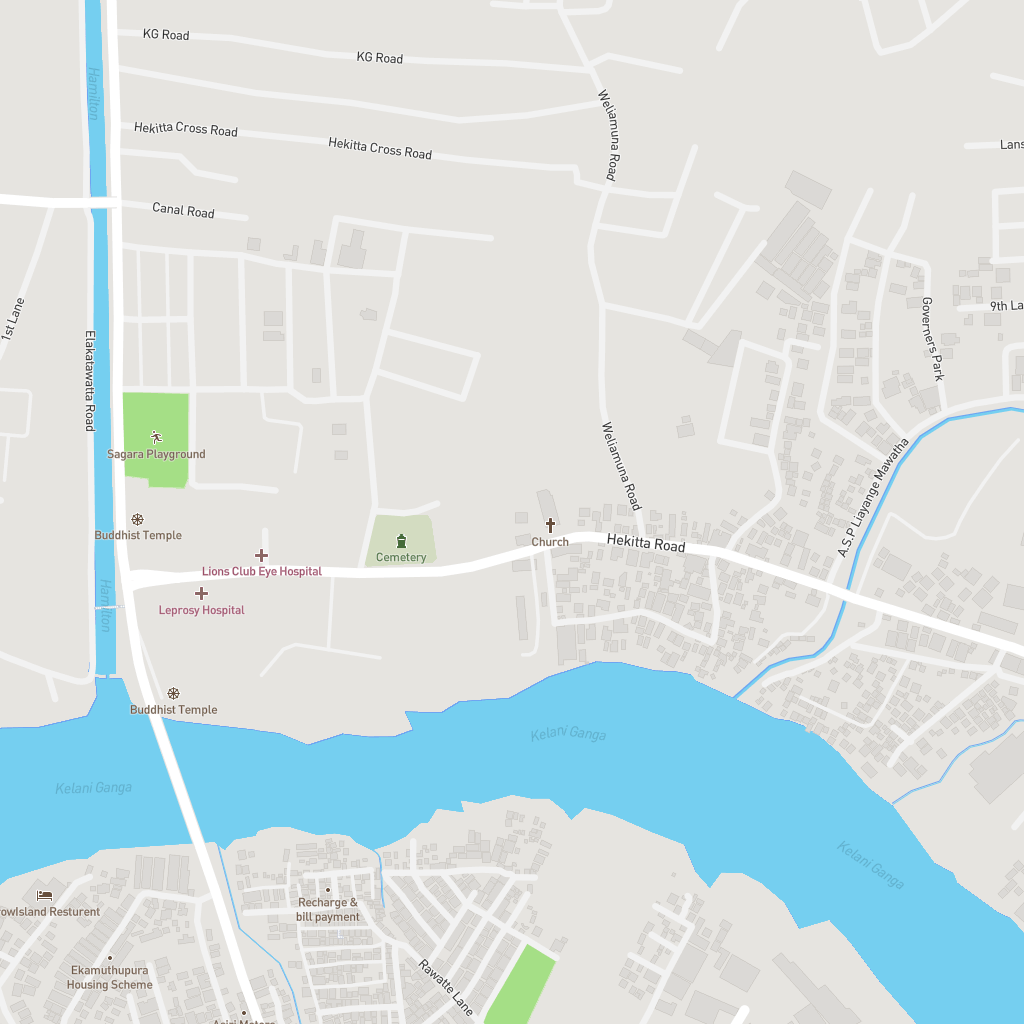 KG Road
KG Road
Hamilton
Weliamuna Road
Hekitta Cross Road
Hekitta Cross Road
Lans
Canal Road
1st Lane
Governers Park
9th La
Elakatawatta Road
Sagara Playground
Weliamuna Road
A.S.P Liayange Mawatha
Buddhist Temple
Church
Hekitta Road
Cemetery
Lions Club Eye Hospital
Hamilton
Leprosy Hospital
Buddhist Temple
Kelani Ganga
Kelani Ganga
Kelani Ganga
rowIsland Resturent
Recharge &
bill payment
Ekamuthupura
Housing Scheme
Rawatte Lane